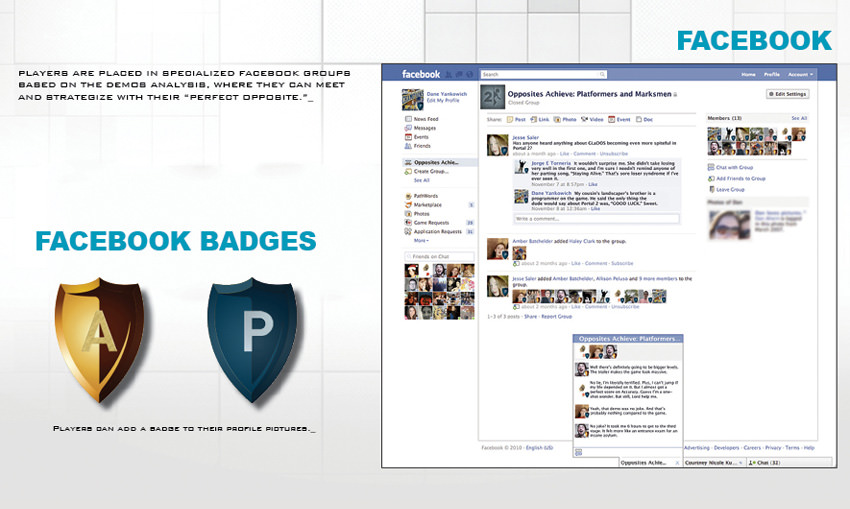 FACEBOOK
PLAYERS ARE PLACED IN SPECIALIZED FACEBOOK GROUPS
BASED ON THE DEMOS ANALYSIS, WHERE THEY CAN MEET
AND STRATEGIZE WITH THEIR “PERFECT OPPOSITE.”_
FACEBOOK BADGES
A
P
PLAYERS CAN ADD A BADGE TO THEIR PROFILE PICTURES._
facebook
Search
Home Profile Account
Dane Yankowich
Edit My Profile
News Feed
Messages
Events
Friends
Opposites Achie...
Create Group...
See All
PathWords
Marketplace 5
Photos
Game Requests 28
Application Requests 31
More
Friends on Chat
Opposites Achieve: Platformers and Marksmen
Closed Group
Edit Settings
Share: Post Link Photo Video Event Doc
Jesse Saler
Has anyone heard anything about GLaDOS becoming even more spiteful in
Portal 2?
about a month ago · Like · Comment · Unsubscribe
Jorge E Torneria It wouldn't surprise me. She didn't take losing
very well in the first one, and I'm sure I needn't remind anyone of
her parting song, "Staying Alive." That's sore loser syndrome if I've
ever seen it.
November 7 at 8:57pm · Like
Dane Yankowich My cousin's landscaper's brother is a
programmer on the game. He said the only thing the
dude would say about Portal 2 was, "GOOD LUCK." Sweet.
November 8 at 12:36am · Like
Write a comment...
Amber Batchelder added Haley Clark to the group.
about 2 months ago · Like · Comment · Subscribe
Jesse Saler added Amber Batchelder, Allison Peluso and 9 more members to the
group.
about 2 months ago · Like · Comment · Unsubscribe
1-3 of 3 posts · Share · Report Group
Members (13) See All
Chat with Group
Add Friends to Group
Leave Group
Opposites Achieve: Platformers...
Well there's definitely going to be bigger levels.
The trailer makes the game look massive.
No lie, I'm literally terrified. Plus, I can't jump if
my life depended on it. But I almost got a
perfect score on Accuracy. Guess I'm a one-
shot wonder. But still, Lord help me.
Yeah, that demo was no joke. And that's
probably nothing compared to the game.
No joke? It took me 6 hours to get to the third
stage. It felt more like an entrance exam for an
insane asylum.
Facebook © 2010 · English (US)
Advertising · Developers · Careers · Privacy · Terms · Help
Opposites Achie...
Courtney Nicole Ku...
Chat (32)